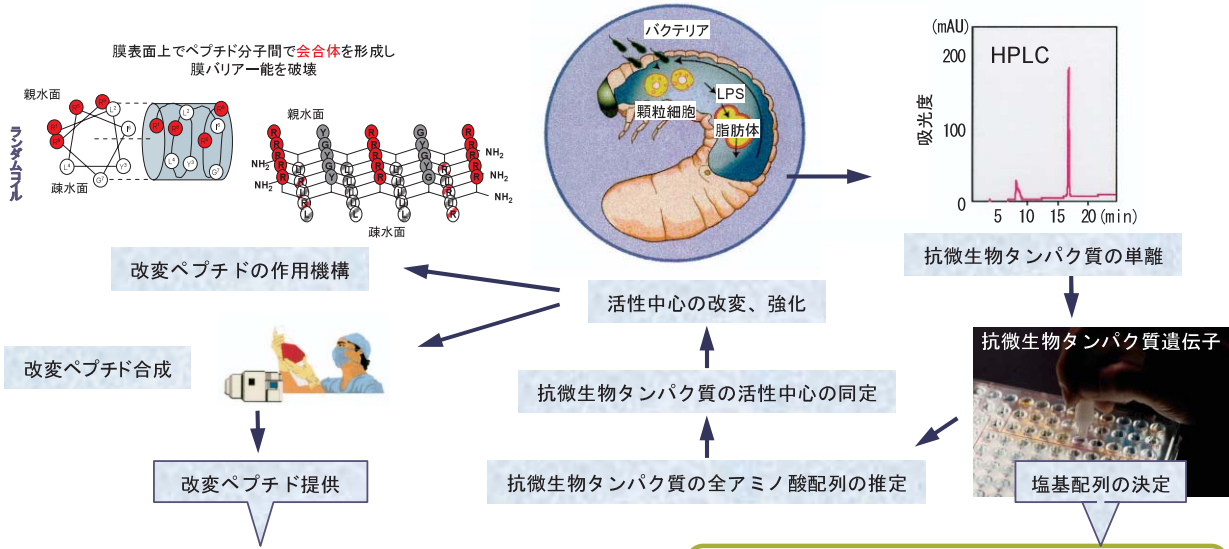 膜表面上でペプチド分子間で会合体を形成し
膜バリアー能を破壊
親水面
疎水面
ランダムコイル
親水面
R Y R G R
NH2
NH2
NH2
NH2
NH2
疎水面
バクテリア
顆粒細胞
LPS
脂肪体
(mAU)
200
HPLC
吸光度
100
0
5 10 15 20 (min)
改変ペプチドの作用機構
抗微生物タンパク質の単離
活性中心の改変、強化
抗微生物タンパク質遺伝子
改変ペプチド合成
抗微生物タンパク質の活性中心の同定
改変ペプチド提供
抗微生物タンパク質の全アミノ酸配列の推定
塩基配列の決定